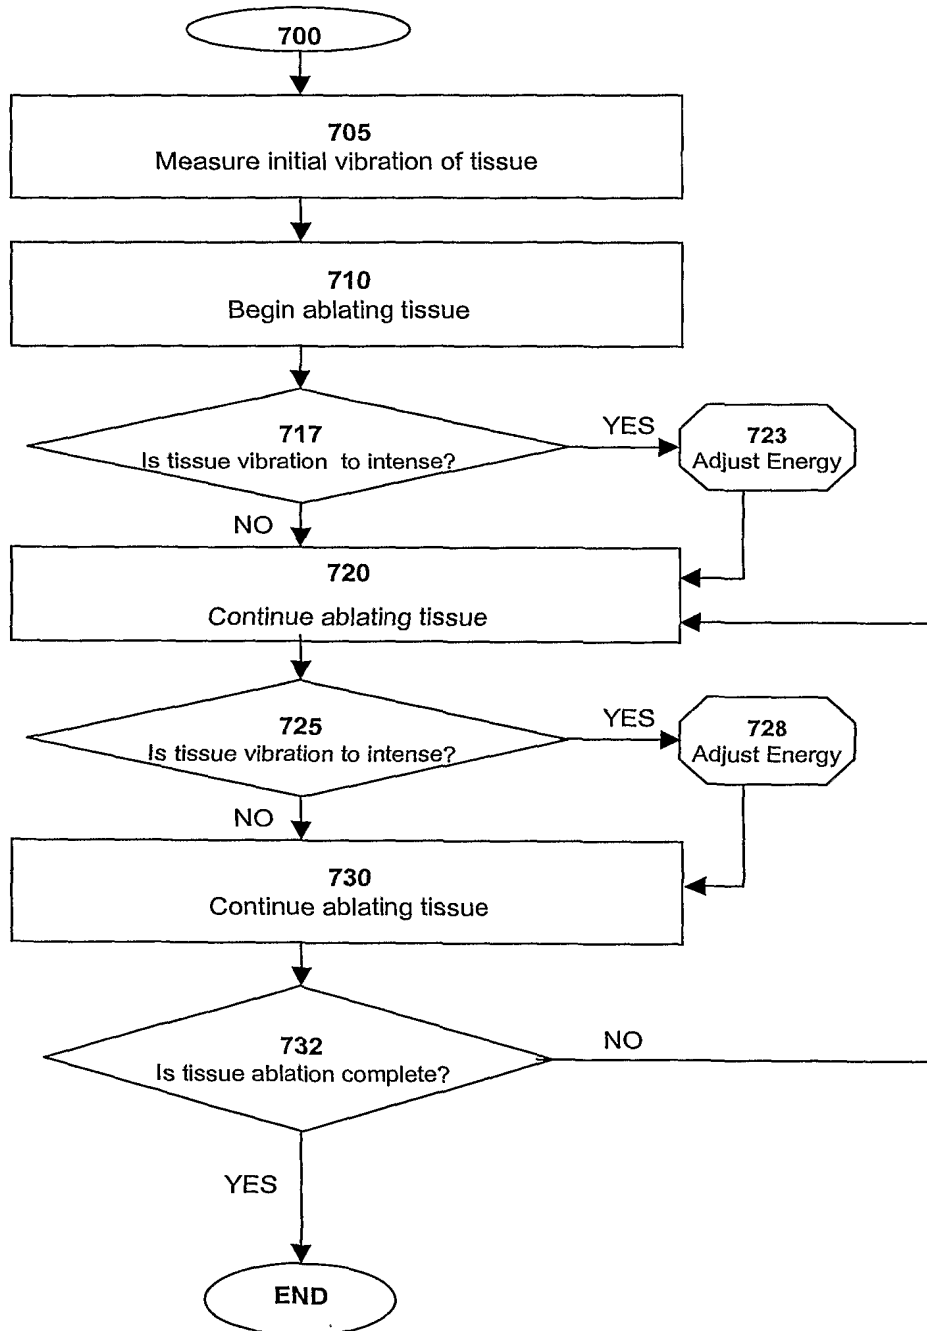 700
705
Measure initial vibration of tissue
710
Begin ablating tissue
717
Is tissue vibration to intense?
YES
723
Adjust Energy
NO
720
Continue ablating tissue
725
Is tissue vibration to intense?
YES
728
Adjust Energy
NO
730
Continue ablating tissue
732
Is tissue ablation complete?
NO
YES
END